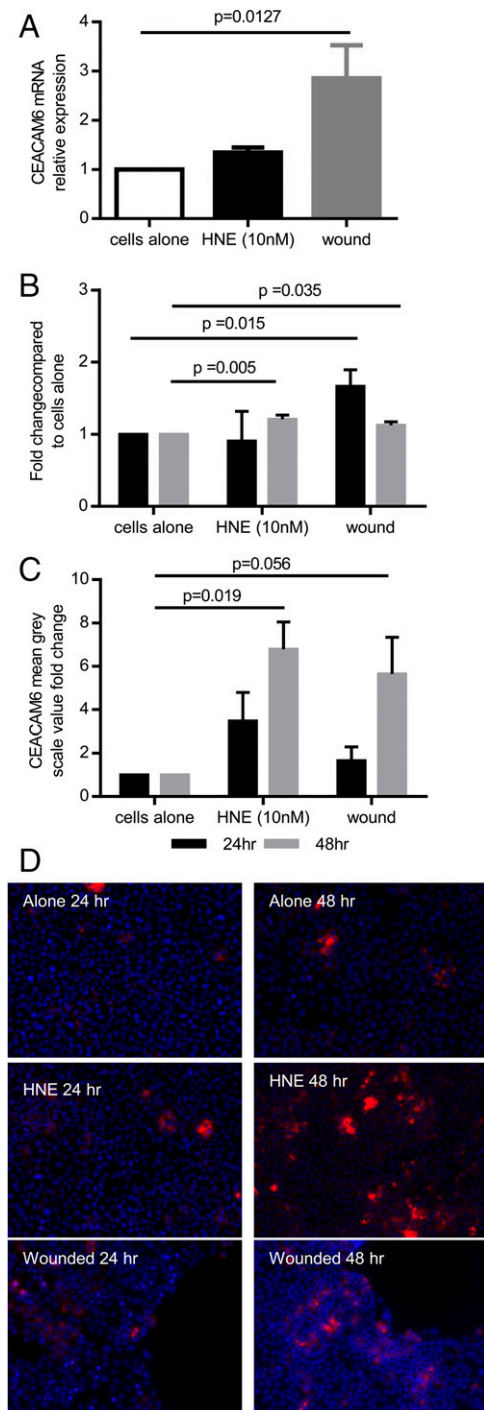 A
p=0.0127
CEACAM6 mRNA
relative expression
4
3
2
1
0
cells alone HNE (10nM) wound
B
p =0.035
p =0.015
p =0.005
Fold changecompared
to cells alone
3
2
1
0
cells alone HNE (10nM) wound
C
p=0.056
p=0.019
CEACAM6 mean grey
scale value fold change
10
8
6
4
2
0
cells alone HNE (10nM) wound
24hr 48hr
D
Alone 24 hr Alone 48 hr
HNE 24 hr HNE 48 hr
Wounded 24 hr Wounded 48 hr